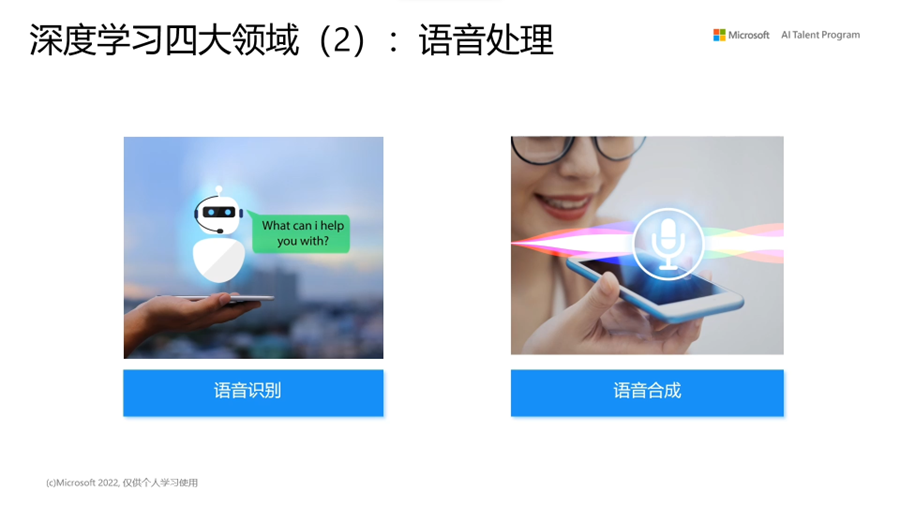 深度学习四大领域（2）：语音处理
Microsoft AI Talent Program
What can i help
you with?
语音识别
语音合成
(c)Microsoft 2022, 仅供个人学习使用